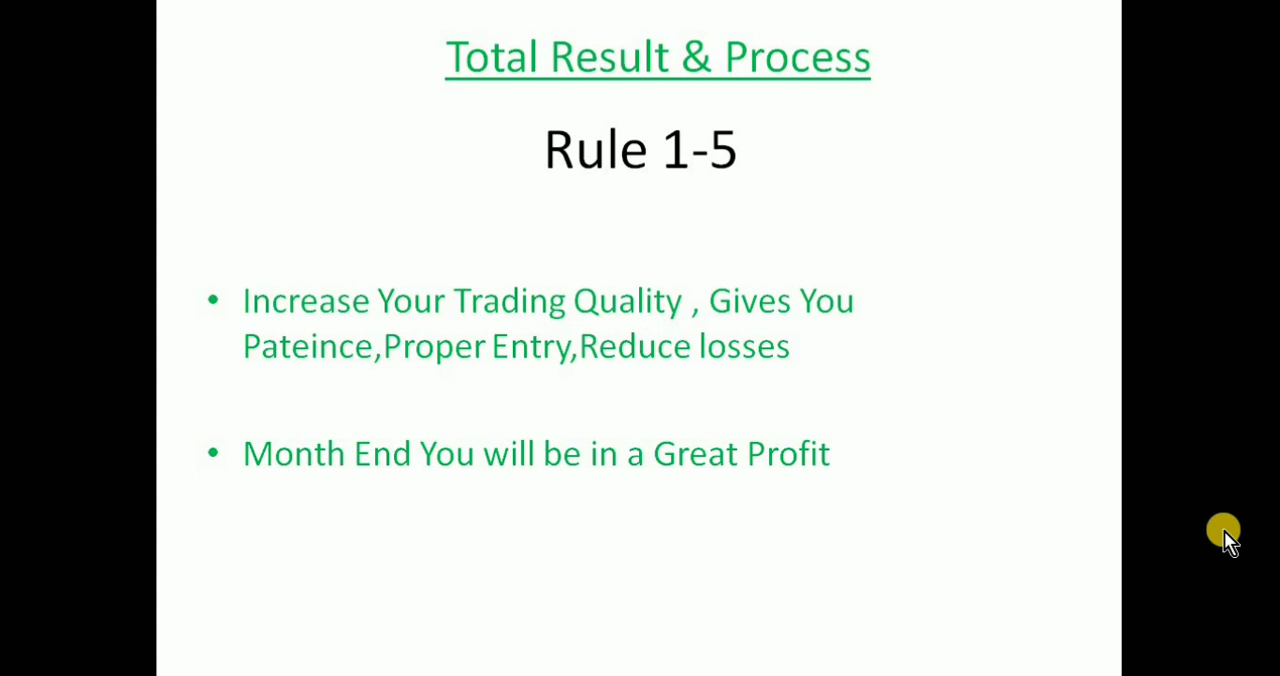 Total Result & Process
Rule 1-5
• Increase Your Trading Quality , Gives You
Pateince,Proper Entry,Reduce losses
• Month End You will be in a Great Profit